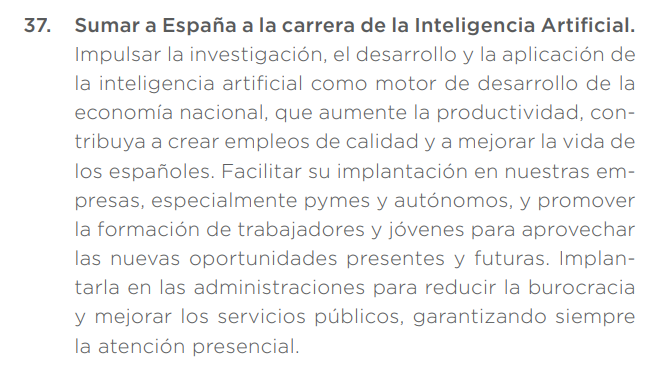 37. Sumar a España a la carrera de la Inteligencia Artificial.
Impulsar la investigación, el desarrollo y la aplicación de
la inteligencia artificial como motor de desarrollo de la
economía nacional, que aumente la productividad, con-
tribuya a crear empleos de calidad y a mejorar la vida de
los españoles. Facilitar su implantación en nuestras em-
presas, especialmente pymes y autónomos, y promover
la formación de trabajadores y jóvenes para aprovechar
las nuevas oportunidades presentes y futuras. Implan-
tarla en las administraciones para reducir la burocracia
y mejorar los servicios públicos, garantizando siempre
la atención presencial.